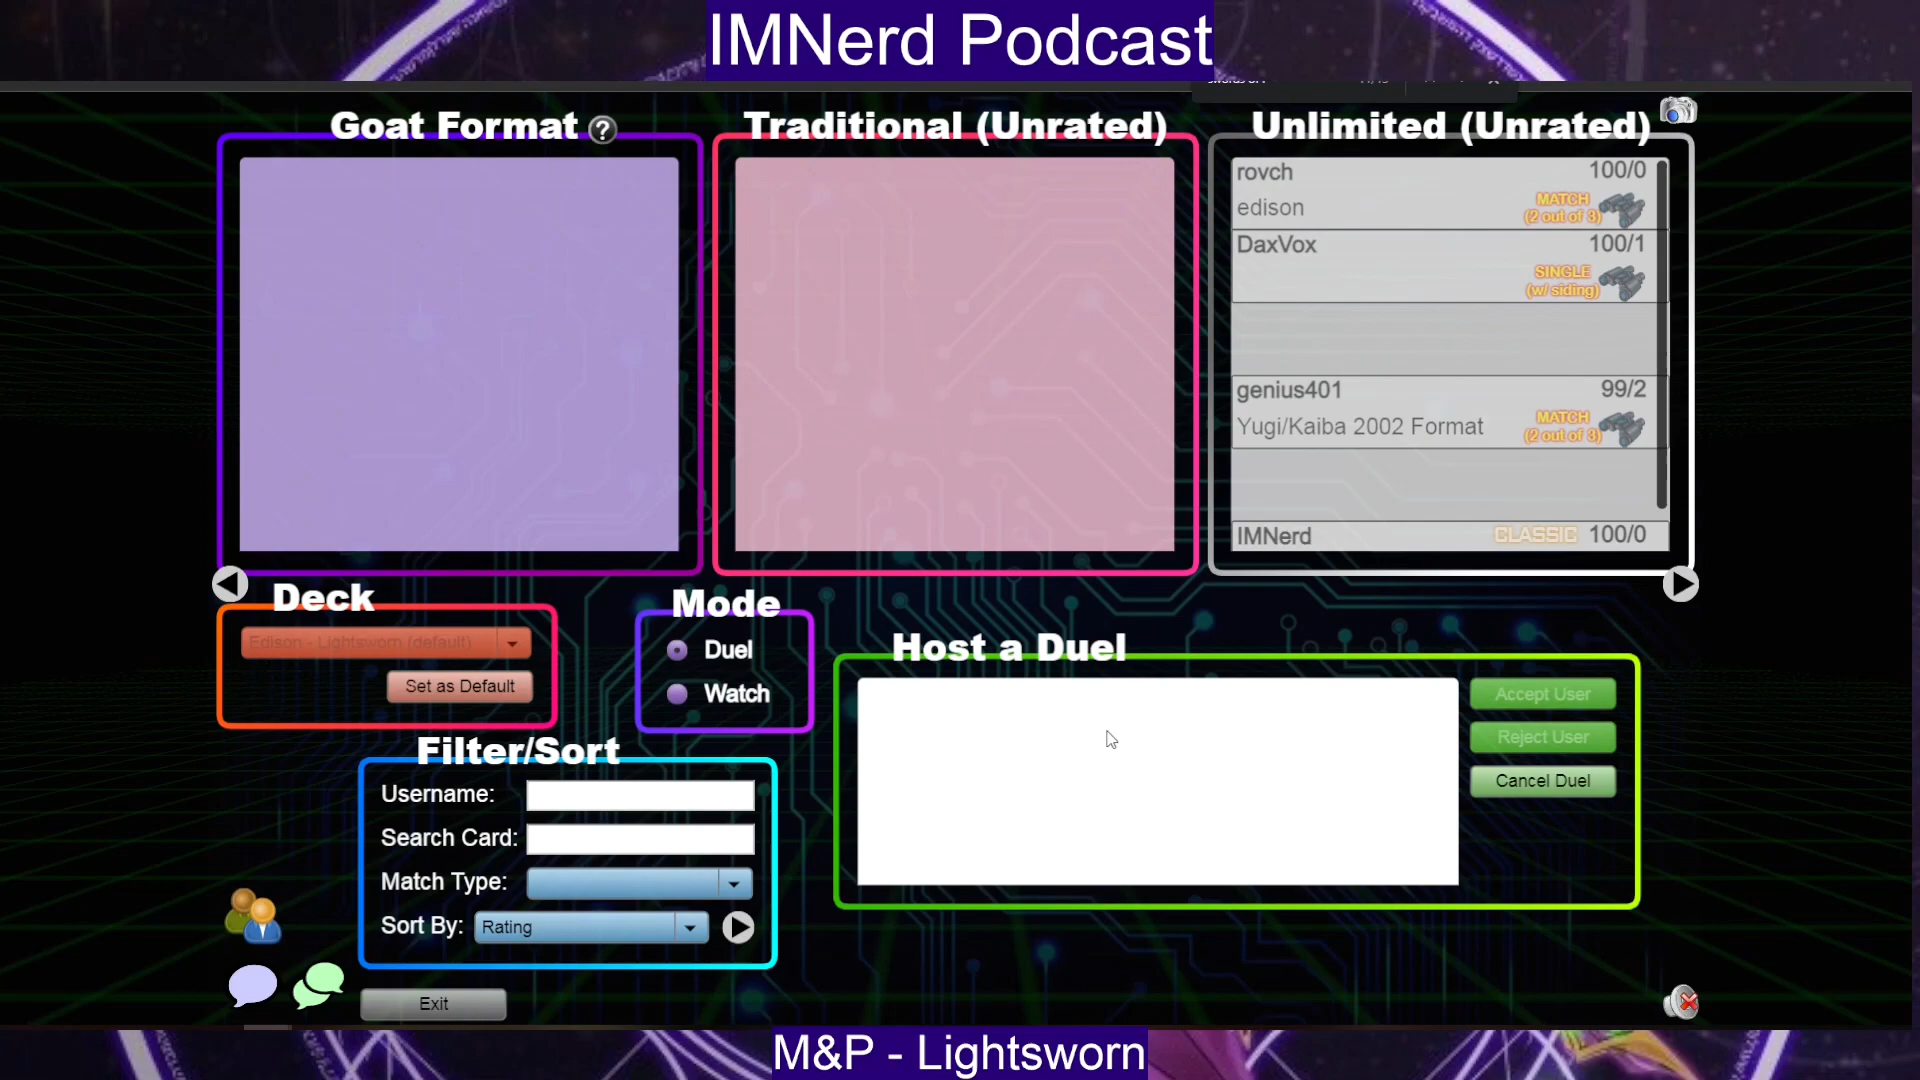 IMNerd Podcast
Goat Format ?
Traditional (Unrated)
Unlimited (Unrated)
rovch 100/0
edison MATCH
(2 out of 3)
DaxVox 100/1
SINGLE
(w/ siding)
genius401 99/2
Yugi/Kaiba 2002 Format MATCH
(2 out of 3)
IMNerd CLASSIC 100/0
Deck
Edison - Lightsworn (default)
Set as Default
Mode
Duel
Watch
Host a Duel
Accept User
Reject User
Cancel Duel
Filter/Sort
Username:
Search Card:
Match Type:
Sort By: Rating
Exit
M&P - Lightsworn